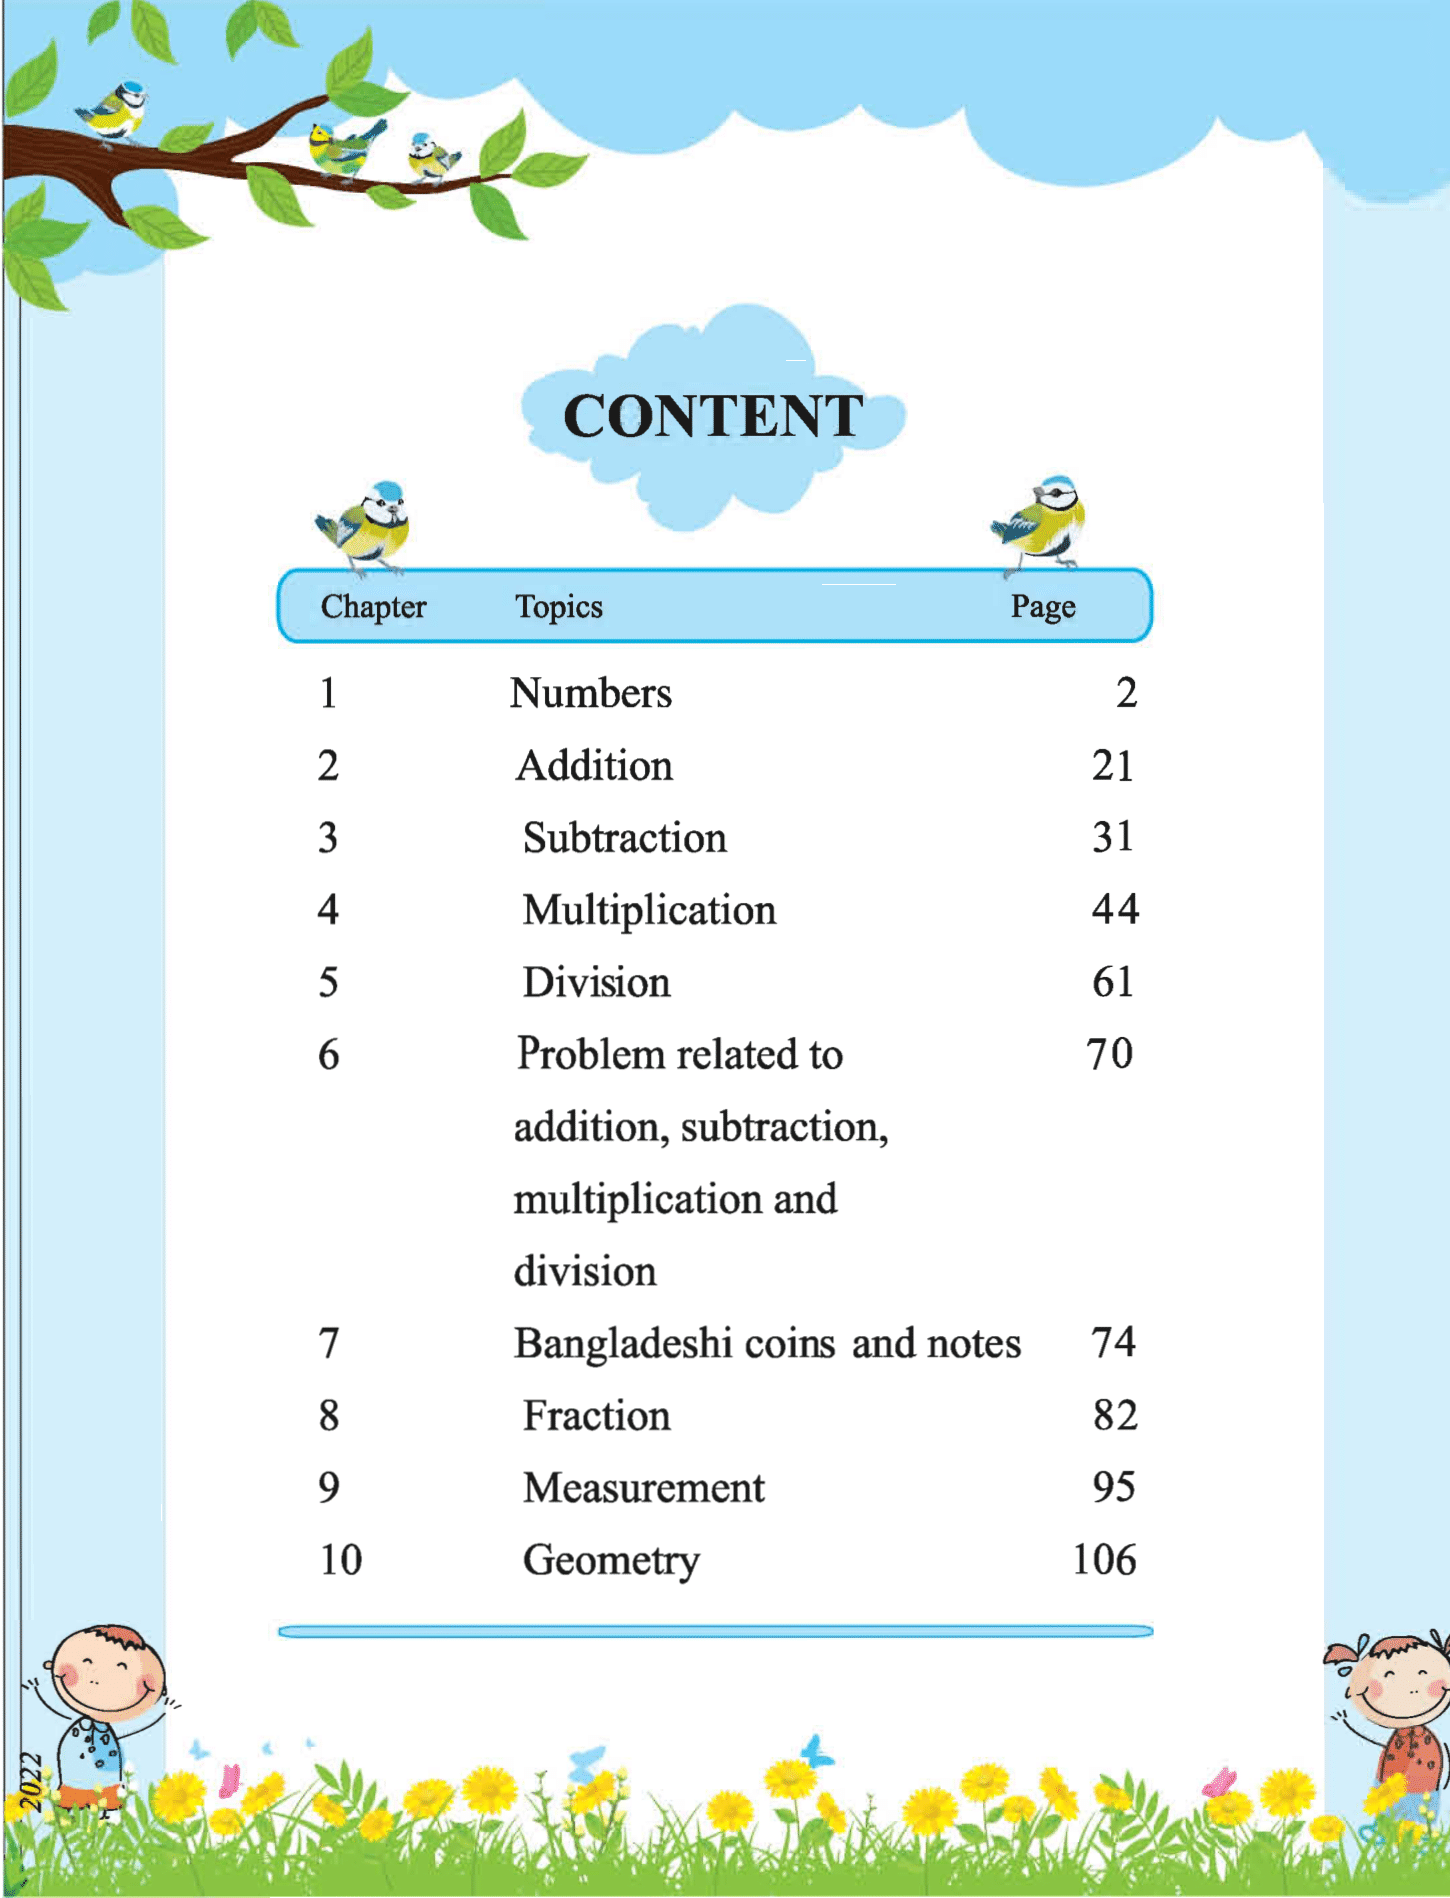 CONTENT
Chapter Topics Page
1 Numbers 2
2 Addition 21
3 Subtraction 31
4 Multiplication 44
5 Division 61
6 Problem related to 70
addition, subtraction,
multiplication and
division
7 Bangladeshi coins and notes 74
8 Fraction 82
9 Measurement 95
10 Geometry 106
2022